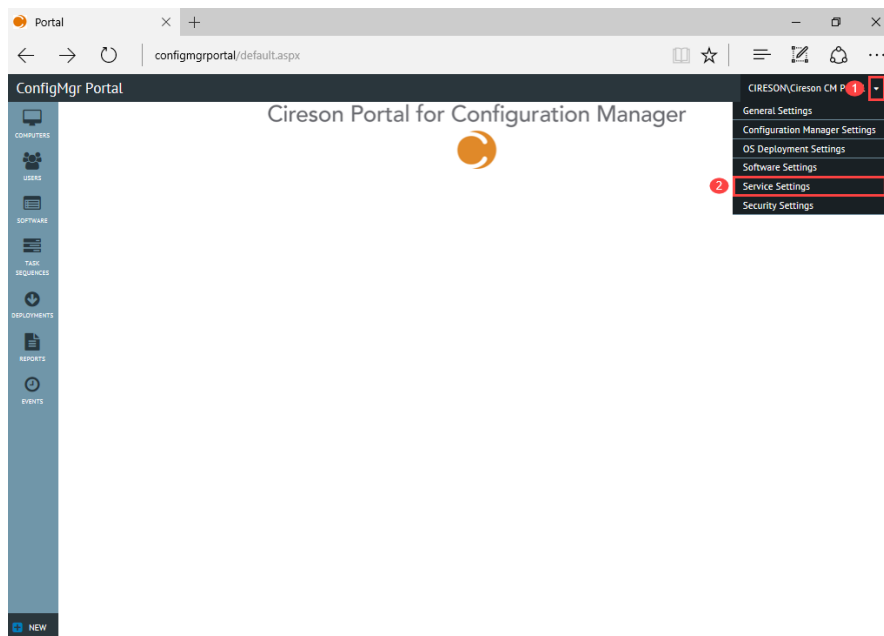 Portal
configmgrportal/default.aspx
ConfigMgr Portal
CIRESON\Cireson CM P
1
COMPUTERS
USERS
SOFTWARE
TASK
SEQUENCES
DEPLOYMENTS
REPORTS
EVENTS
NEW
Cireson Portal for Configuration Manager
General Settings
Configuration Manager Settings
OS Deployment Settings
Software Settings
2
Service Settings
Security Settings